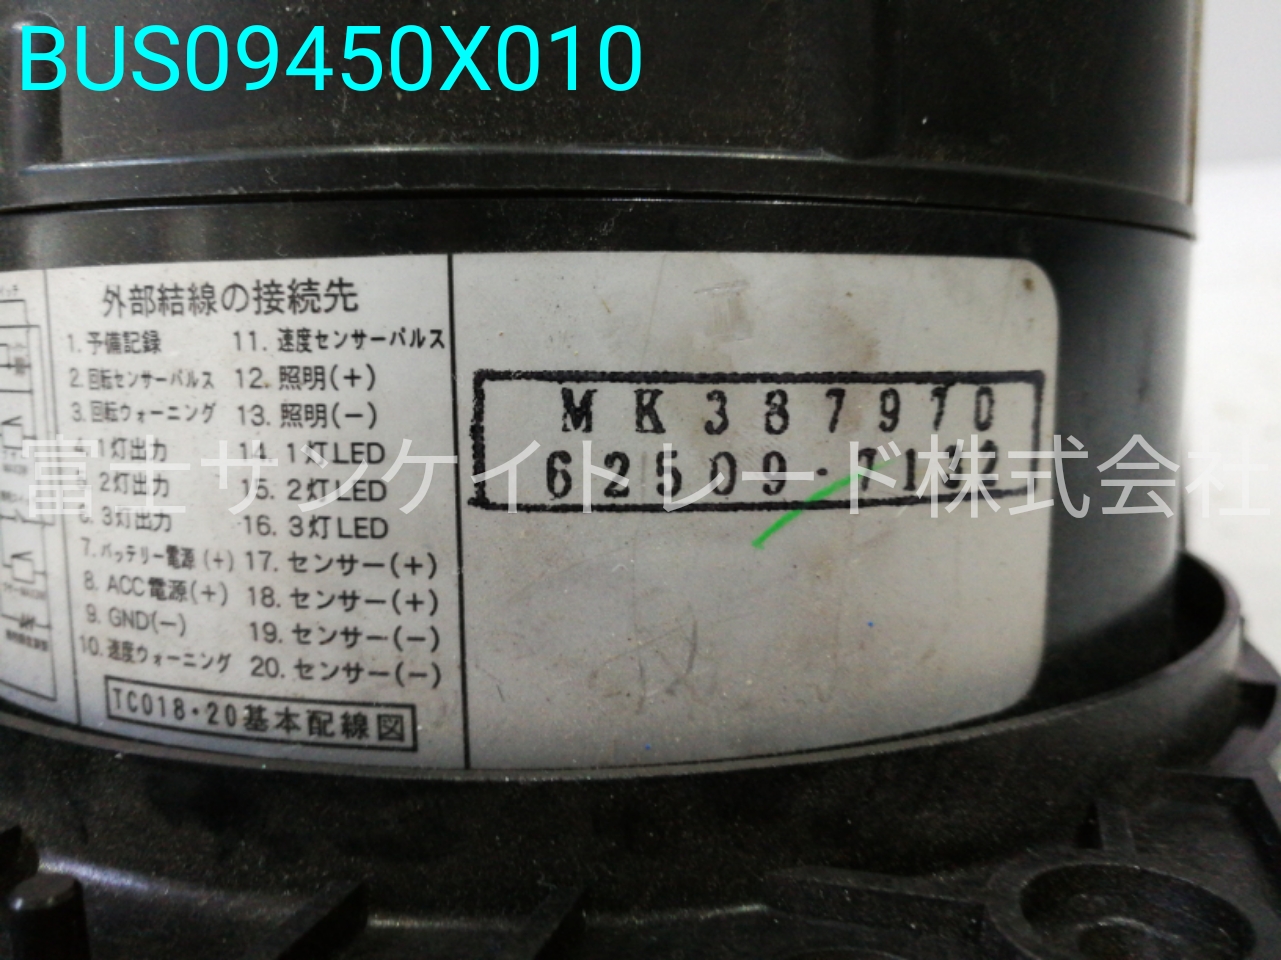 BUS09450X010
外部結線の接続先
1. 予備記録
2. 回転センサーパルス
3. 回転ウォーニング
4. 1灯出力
5. 2灯出力
6. 3灯出力
7. バッテリー電源 (+)
8. ACC電源(+)
9. GND(−)
10. 速度ウォーニング
11. 速度センサーパルス
12. 照明(+)
13. 照明(−)
14. 1灯LED
15. 2灯LED
16. 3灯LED
17. センサー(+)
18. センサー(+)
19. センサー(−)
20. センサー(−)
TCO18・20基本配線図
MK387970
62509-7132
富士サンケイトレード株式会社